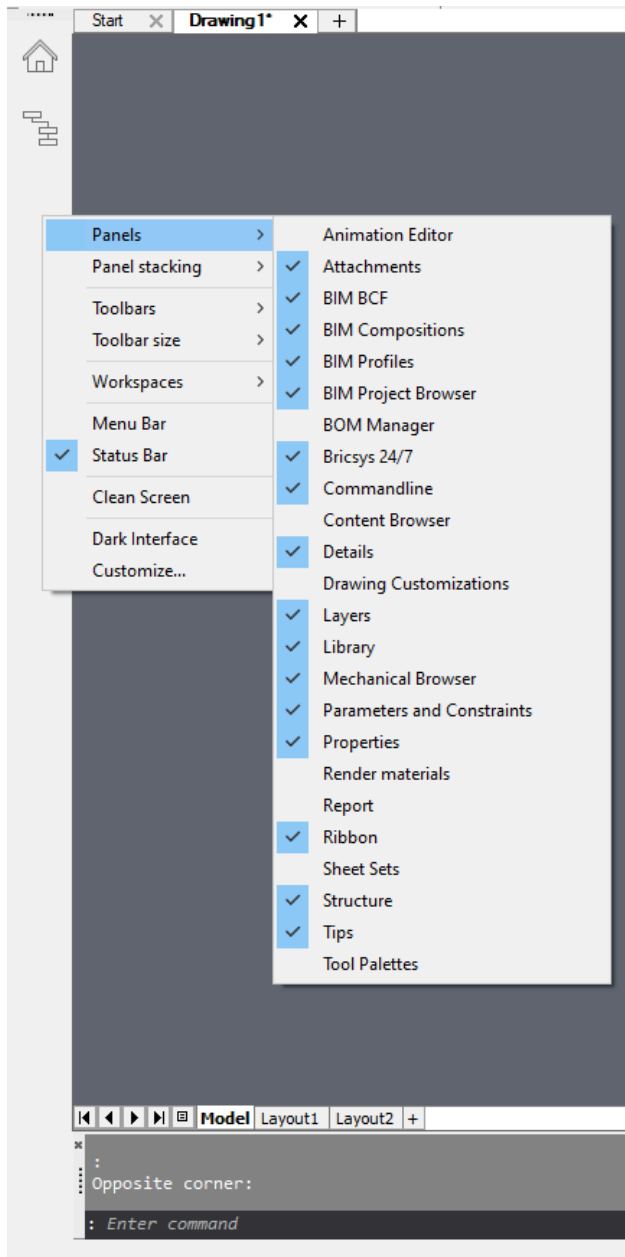 Start
Drawing1*
+
Panels
Panel stacking
Toolbars
Toolbar size
Workspaces
Menu Bar
Status Bar
Clean Screen
Dark Interface
Customize...
Animation Editor
Attachments
BIM BCF
BIM Compositions
BIM Profiles
BIM Project Browser
BOM Manager
Bricsys 24/7
Commandline
Content Browser
Details
Drawing Customizations
Layers
Library
Mechanical Browser
Parameters and Constraints
Properties
Render materials
Report
Ribbon
Sheet Sets
Structure
Tips
Tool Palettes
Model Layout1 Layout2 +
:
Opposite corner:
: Enter command